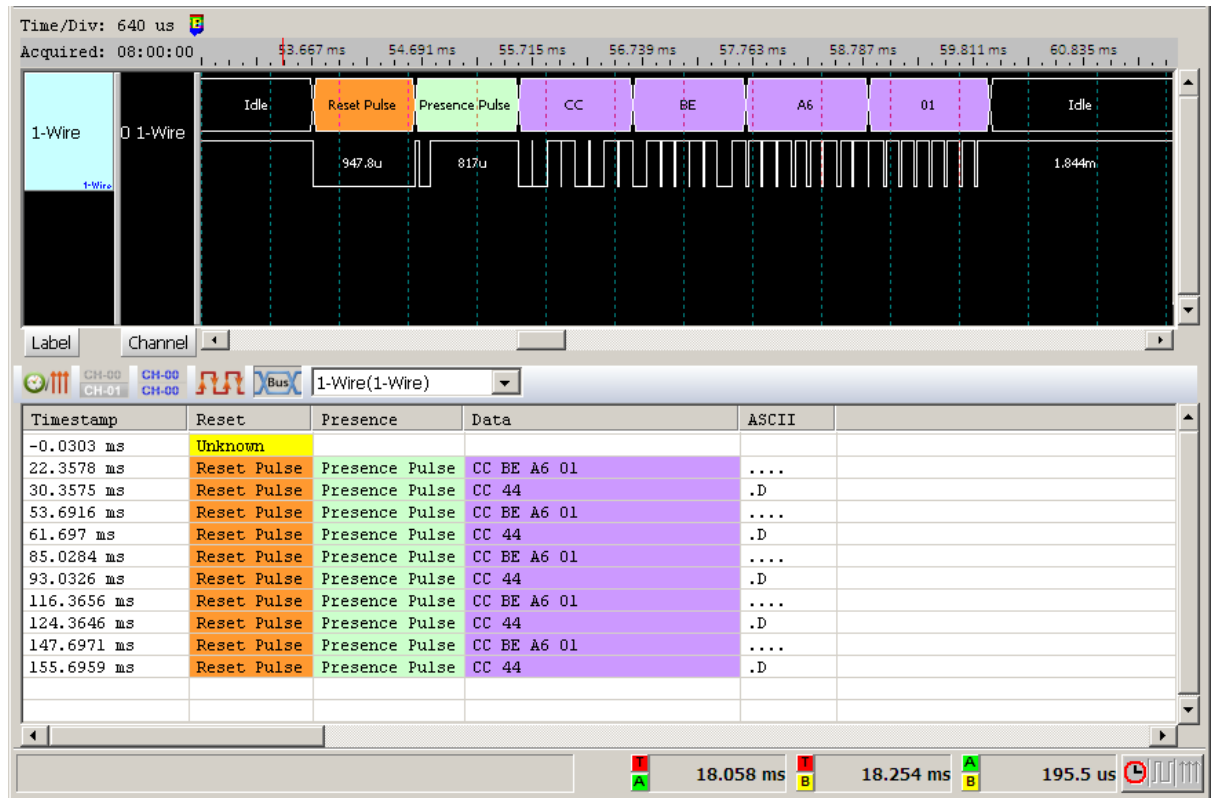 Time/Div: 640 us
Acquired: 08:00:00 53.667 ms 54.691 ms 55.715 ms 56.739 ms 57.763 ms 58.787 ms 59.811 ms 60.835 ms
Idle Reset Pulse Presence Pulse CC BE A6 01 Idle
1-Wire 0 1-Wire
947.8u 817u 1.844m
1-Wire
Label Channel
CH-00 CH-00 Bus 1-Wire(1-Wire)
CH-01 CH-00
Timestamp Reset Presence Data ASCII
-0.0303 ms Unknown
22.3578 ms Reset Pulse Presence Pulse CC BE A6 01 ....
30.3575 ms Reset Pulse Presence Pulse CC 44 .D
53.6916 ms Reset Pulse Presence Pulse CC BE A6 01 ....
61.697 ms Reset Pulse Presence Pulse CC 44 .D
85.0284 ms Reset Pulse Presence Pulse CC BE A6 01 ....
93.0326 ms Reset Pulse Presence Pulse CC 44 .D
116.3656 ms Reset Pulse Presence Pulse CC BE A6 01 ....
124.3646 ms Reset Pulse Presence Pulse CC 44 .D
147.6971 ms Reset Pulse Presence Pulse CC BE A6 01 ....
155.6959 ms Reset Pulse Presence Pulse CC 44 .D
T A 18.058 ms T B 18.254 ms A B 195.5 us